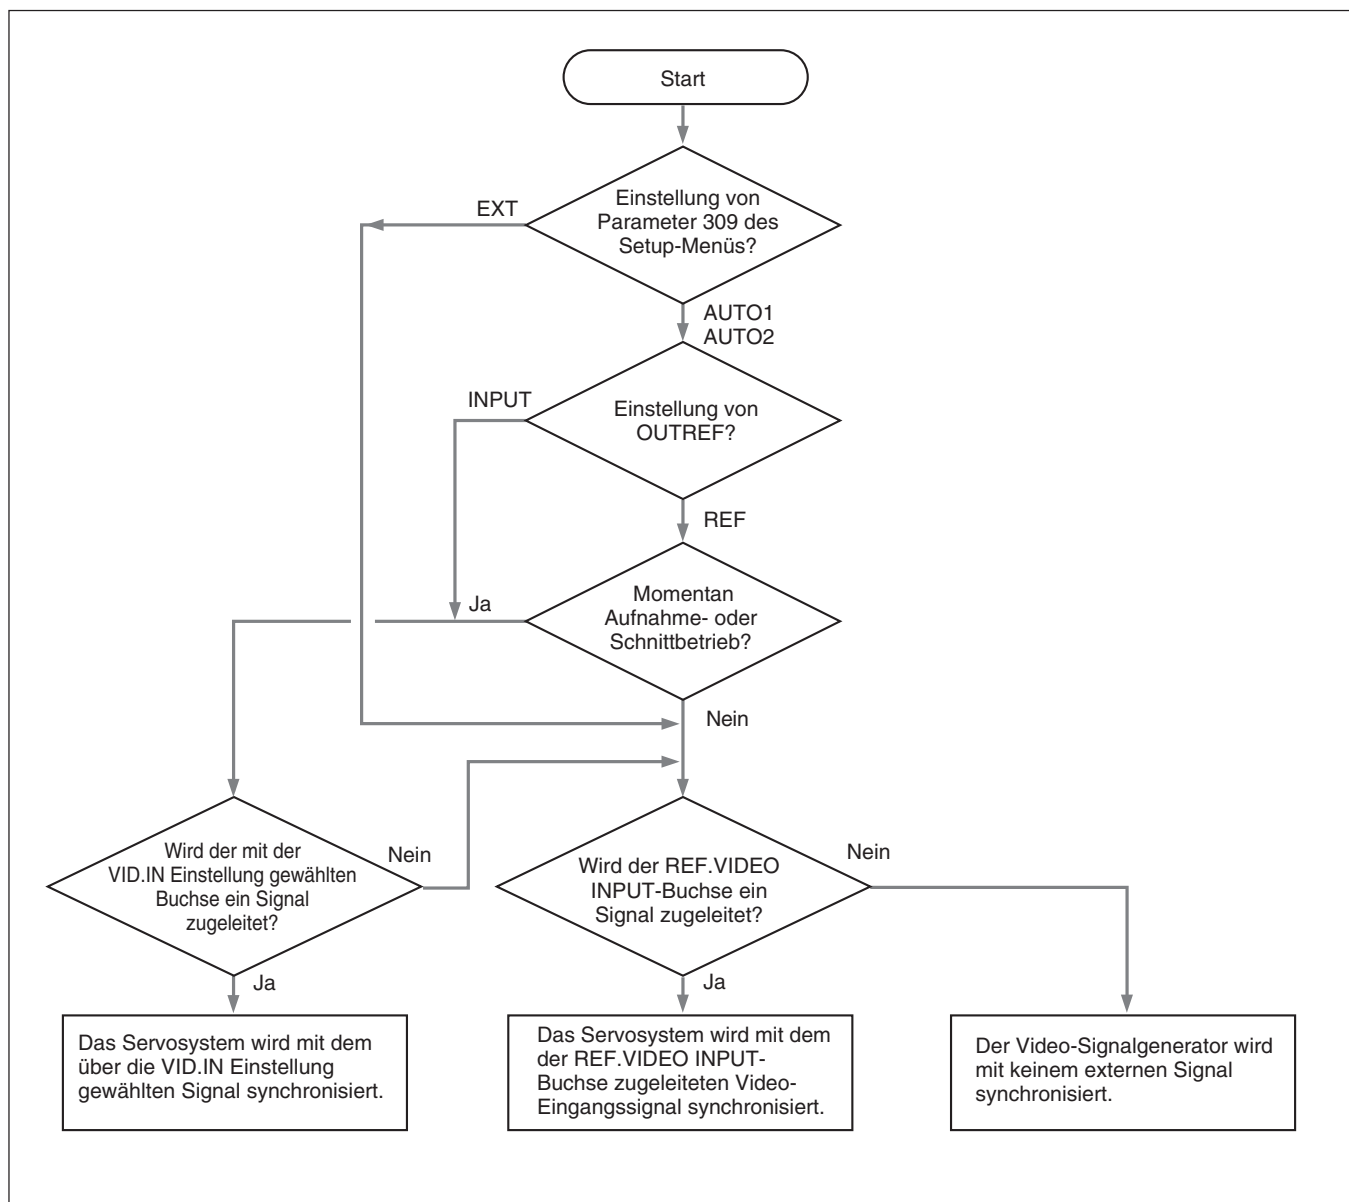 Start
Einstellung von
Parameter 309 des
Setup-Menüs?
EXT
AUTO1
AUTO2
INPUT
Einstellung von
OUTREF?
REF
Momentan
Aufnahme- oder
Schnittbetrieb?
Ja
Nein
Wird der mit der
VID.IN Einstellung gewählten
Buchse ein Signal
zugeleitet?
Nein
Wird der REF.VIDEO
INPUT-Buchse ein
Signal zugeleitet?
Nein
Ja
Ja
Das Servosystem wird mit dem
über die VID.IN Einstellung
gewählten Signal synchronisiert.
Das Servosystem wird mit dem
der REF.VIDEO INPUT-
Buchse zugeleiteten Video-
Eingangssignal synchronisiert.
Der Video-Signalgenerator wird
mit keinem externen Signal
synchronisiert.